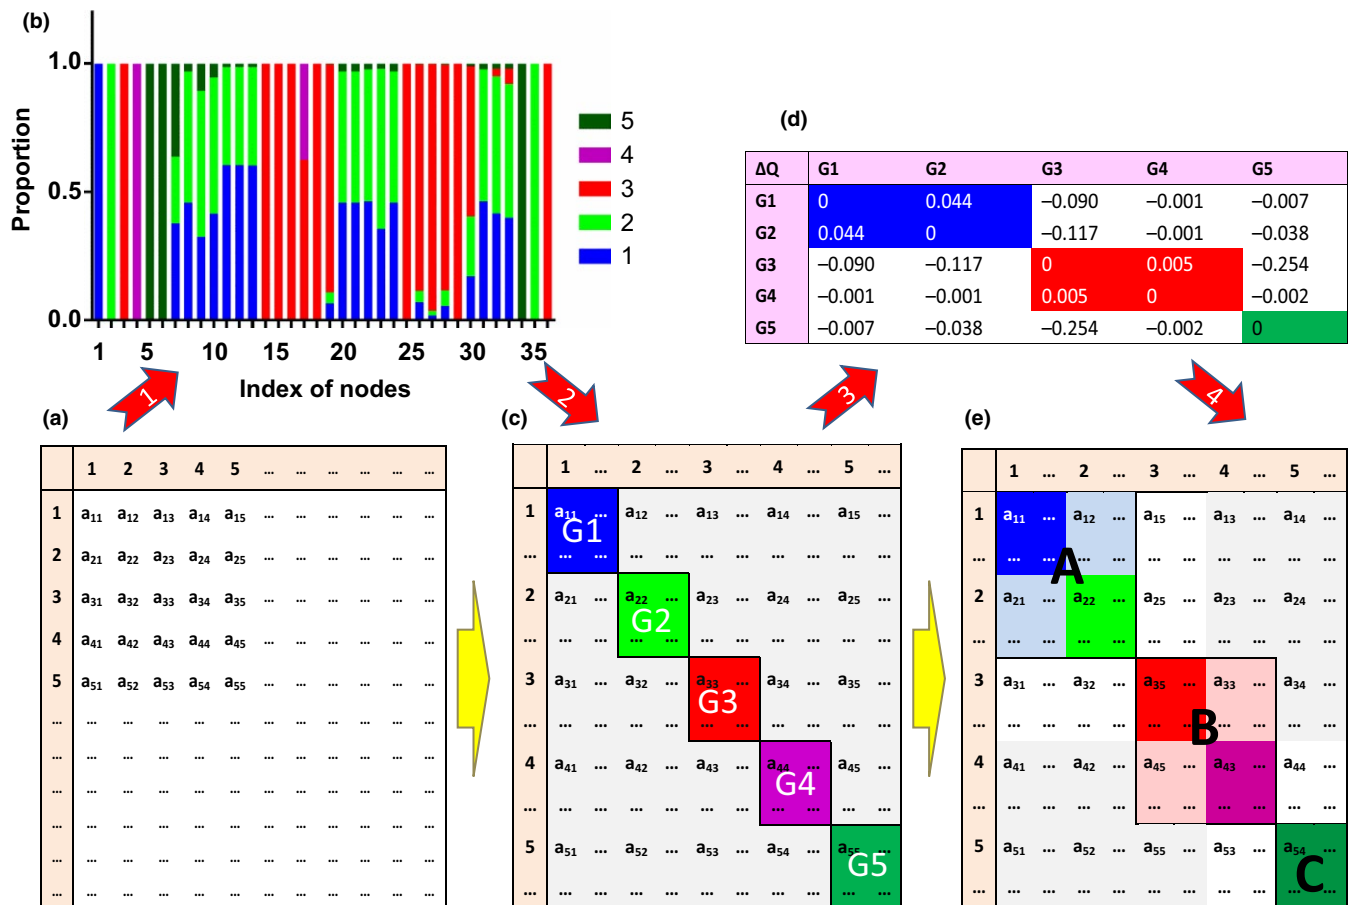 (b)
1.0
0.5
0.0
Proportion
1 5 10 15 20 25 30 35
Index of nodes
5
4
3
2
1
(d)
ΔQ G1 G2 G3 G4 G5
G1 0 0.044 −0.090 −0.001 −0.007
G2 0.044 0 −0.117 −0.001 −0.038
G3 −0.090 −0.117 0 0.005 −0.254
G4 −0.001 −0.001 0.005 0 −0.002
G5 −0.007 −0.038 −0.254 −0.002 0
1
2
3
4
(a)
1 2 3 4 5 ... ... ... ... ... ...
1 a11 a12 a13 a14 a15 ... ... ... ... ... ...
2 a21 a22 a23 a24 a25 ... ... ... ... ... ...
3 a31 a32 a33 a34 a35 ... ... ... ... ... ...
4 a41 a42 a43 a44 a45 ... ... ... ... ... ...
5 a51 a52 a53 a54 a55 ... ... ... ... ... ...
... ... ... ... ... ... ... ... ... ... ... ...
... ... ... ... ... ... ... ... ... ... ... ...
... ... ... ... ... ... ... ... ... ... ... ...
... ... ... ... ... ... ... ... ... ... ... ...
... ... ... ... ... ... ... ... ... ... ... ...
... ... ... ... ... ... ... ... ... ... ... ...
(c)
1 ... 2 ... 3 ... 4 ... 5 ...
1 a11 ... a12 ... a13 ... a14 ... a15 ...
G1
... ... ... ... ... ... ... ... ... ... ...
2 a21 ... a22 ... a23 ... a24 ... a25 ...
G2
... ... ... ... ... ... ... ... ... ... ...
3 a31 ... a32 ... a33 ... a34 ... a35 ...
G3
... ... ... ... ... ... ... ... ... ... ...
4 a41 ... a42 ... a43 ... a44 ... a45 ...
G4
... ... ... ... ... ... ... ... ... ... ...
5 a51 ... a52 ... a53 ... a54 ... a55 ...
G5
... ... ... ... ... ... ... ... ... ... ...
(e)
1 ... 2 ... 3 ... 4 ... 5 ...
1 a11 ... a12 ... a15 ... a13 ... a14 ...
... ... ... ... ... ... ... ... ... ... ...
A
2 a21 ... a22 ... a25 ... a23 ... a24 ...
... ... ... ... ... ... ... ... ... ... ...
3 a31 ... a32 ... a35 ... a33 ... a34 ...
... ... ... ... ... ... ... ... ... ... ...
B
4 a41 ... a42 ... a45 ... a43 ... a44 ...
... ... ... ... ... ... ... ... ... ... ...
5 a51 ... a52 ... a55 ... a53 ... a54 ...
C
... ... ... ... ... ... ... ... ... ... ...